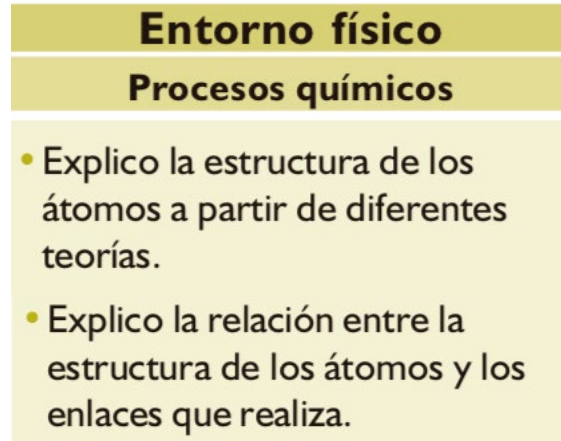 Entorno físico
Procesos químicos
• Explico la estructura de los
átomos a partir de diferentes
teorías.
• Explico la relación entre la
estructura de los átomos y los
enlaces que realiza.